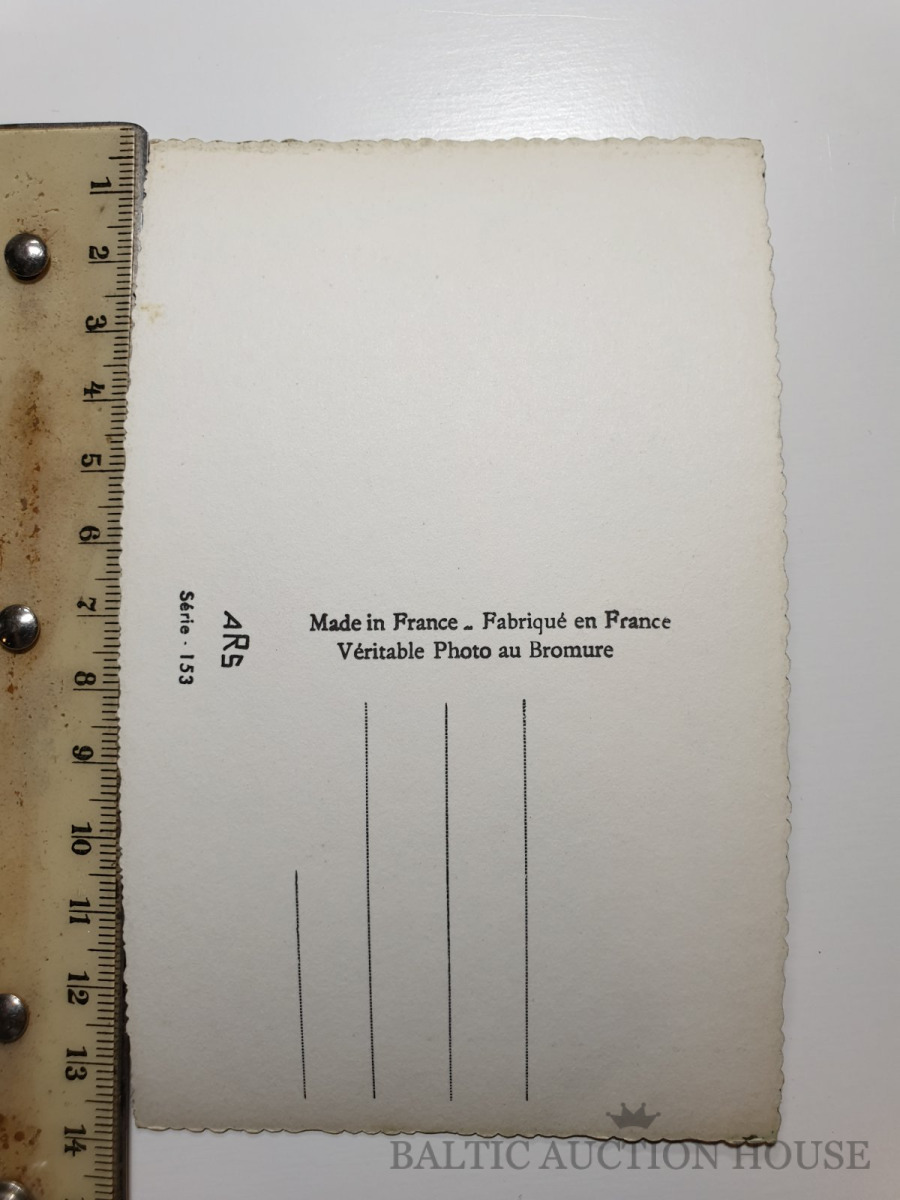 1
2
3
4
5
6
7
8
9
10
11
12
13
14
Série - 153
ARS
Made in France - Fabriqué en France
Véritable Photo au Bromure
BALTIC AUCTION HOUSE